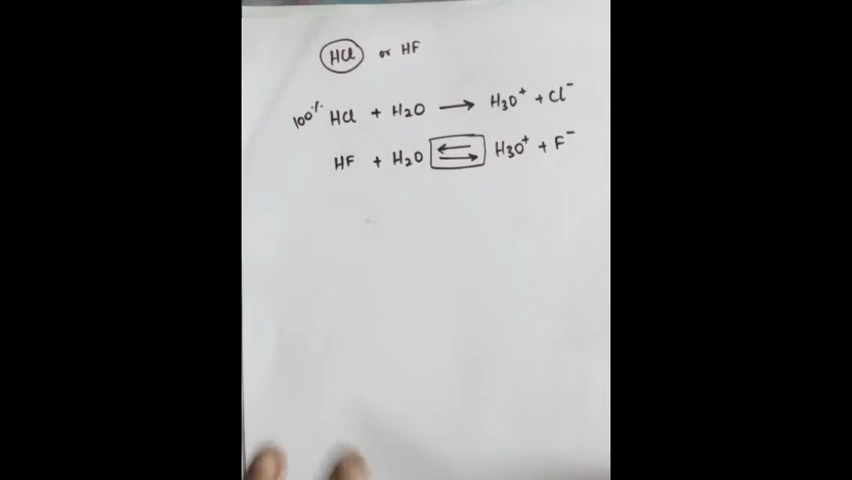 HCl or HF
100% HCl + H₂O → H₃O⁺ + Cl⁻
HF + H₂O ⇌ H₃O⁺ + F⁻